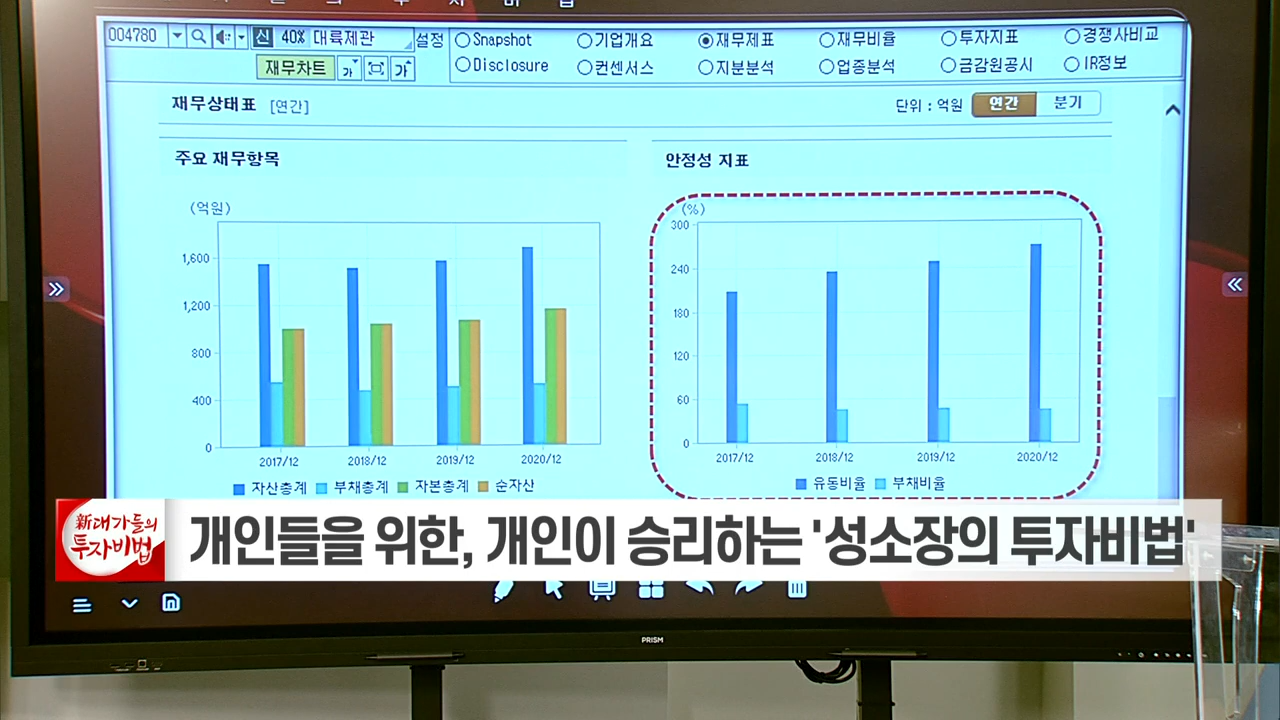 의 투 자 비 법
004780 신 40% 대륙제관 설정 Snapshot 기업개요 재무제표 재무비율 투자지표 경쟁사비교
재무차트 가 가 Disclosure 컨센서스 지분분석 업종분석 금감원공시 IR정보
재무상태표 [연간] 단위 : 억원 연간 분기
주요 재무항목
(억원)
1,600
1,200
800
400
0
2017/12 2018/12 2019/12 2020/12
자산총계 부채총계 자본총계 순자산
안정성 지표
(%)
300
240
180
120
60
0
2017/12 2018/12 2019/12 2020/12
유동비율 부채비율
新대가들의
투자비법
개인들을 위한, 개인이 승리하는 '성소장의 투자비법'
PRISM